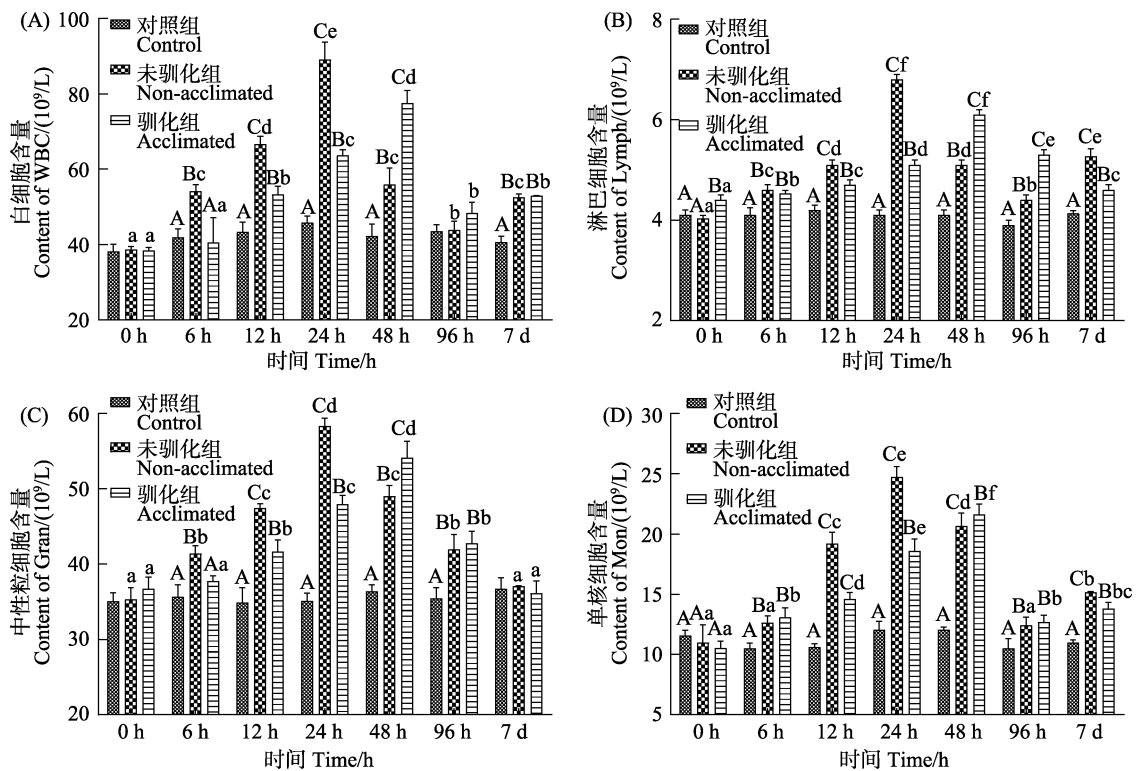 (A)
对照组
Control
未驯化组
Non-acclimated
驯化组
Acclimated
白细胞含量
Content of WBC/(10⁹/L)
100
80
60
40
20
a a
A Bc Aa
A Cd Bb
A Ce Bc
A Bc Cd
b b
A Bc Bb
0 h 6 h 12 h 24 h 48 h 96 h 7 d
时间 Time/h
(B)
对照组
Control
未驯化组
Non-acclimated
驯化组
Acclimated
淋巴细胞含量
Content of Lymph/(10⁹/L)
8
6
4
2
A Aa Ba
A Bc Bb
A Cd Bc
A Cf Bd
A Bd Cf
A Bb Ce
A Ce Bc
0 h 6 h 12 h 24 h 48 h 96 h 7 d
时间 Time/h
(C)
对照组
Control
未驯化组
Non-acclimated
驯化组
Acclimated
中性粒细胞含量
Content of Gran/(10⁹/L)
60
50
40
30
20
a a
A Bb Aa
A Cc Bb
A Cd Bc
A Bc Cd
A Bb Bb
a a
0 h 6 h 12 h 24 h 48 h 96 h 7 d
时间 Time/h
(D)
对照组
Control
未驯化组
Non-acclimated
驯化组
Acclimated
单核细胞含量
Content of Mon/(10⁹/L)
30
25
20
15
10
5
A Aa Aa
A Ba Bb
A Cc Cd
A Ce Be
A Cd Bf
A Ba Bb
A Cb Bbc
0 h 6 h 12 h 24 h 48 h 96 h 7 d
时间 Time/h